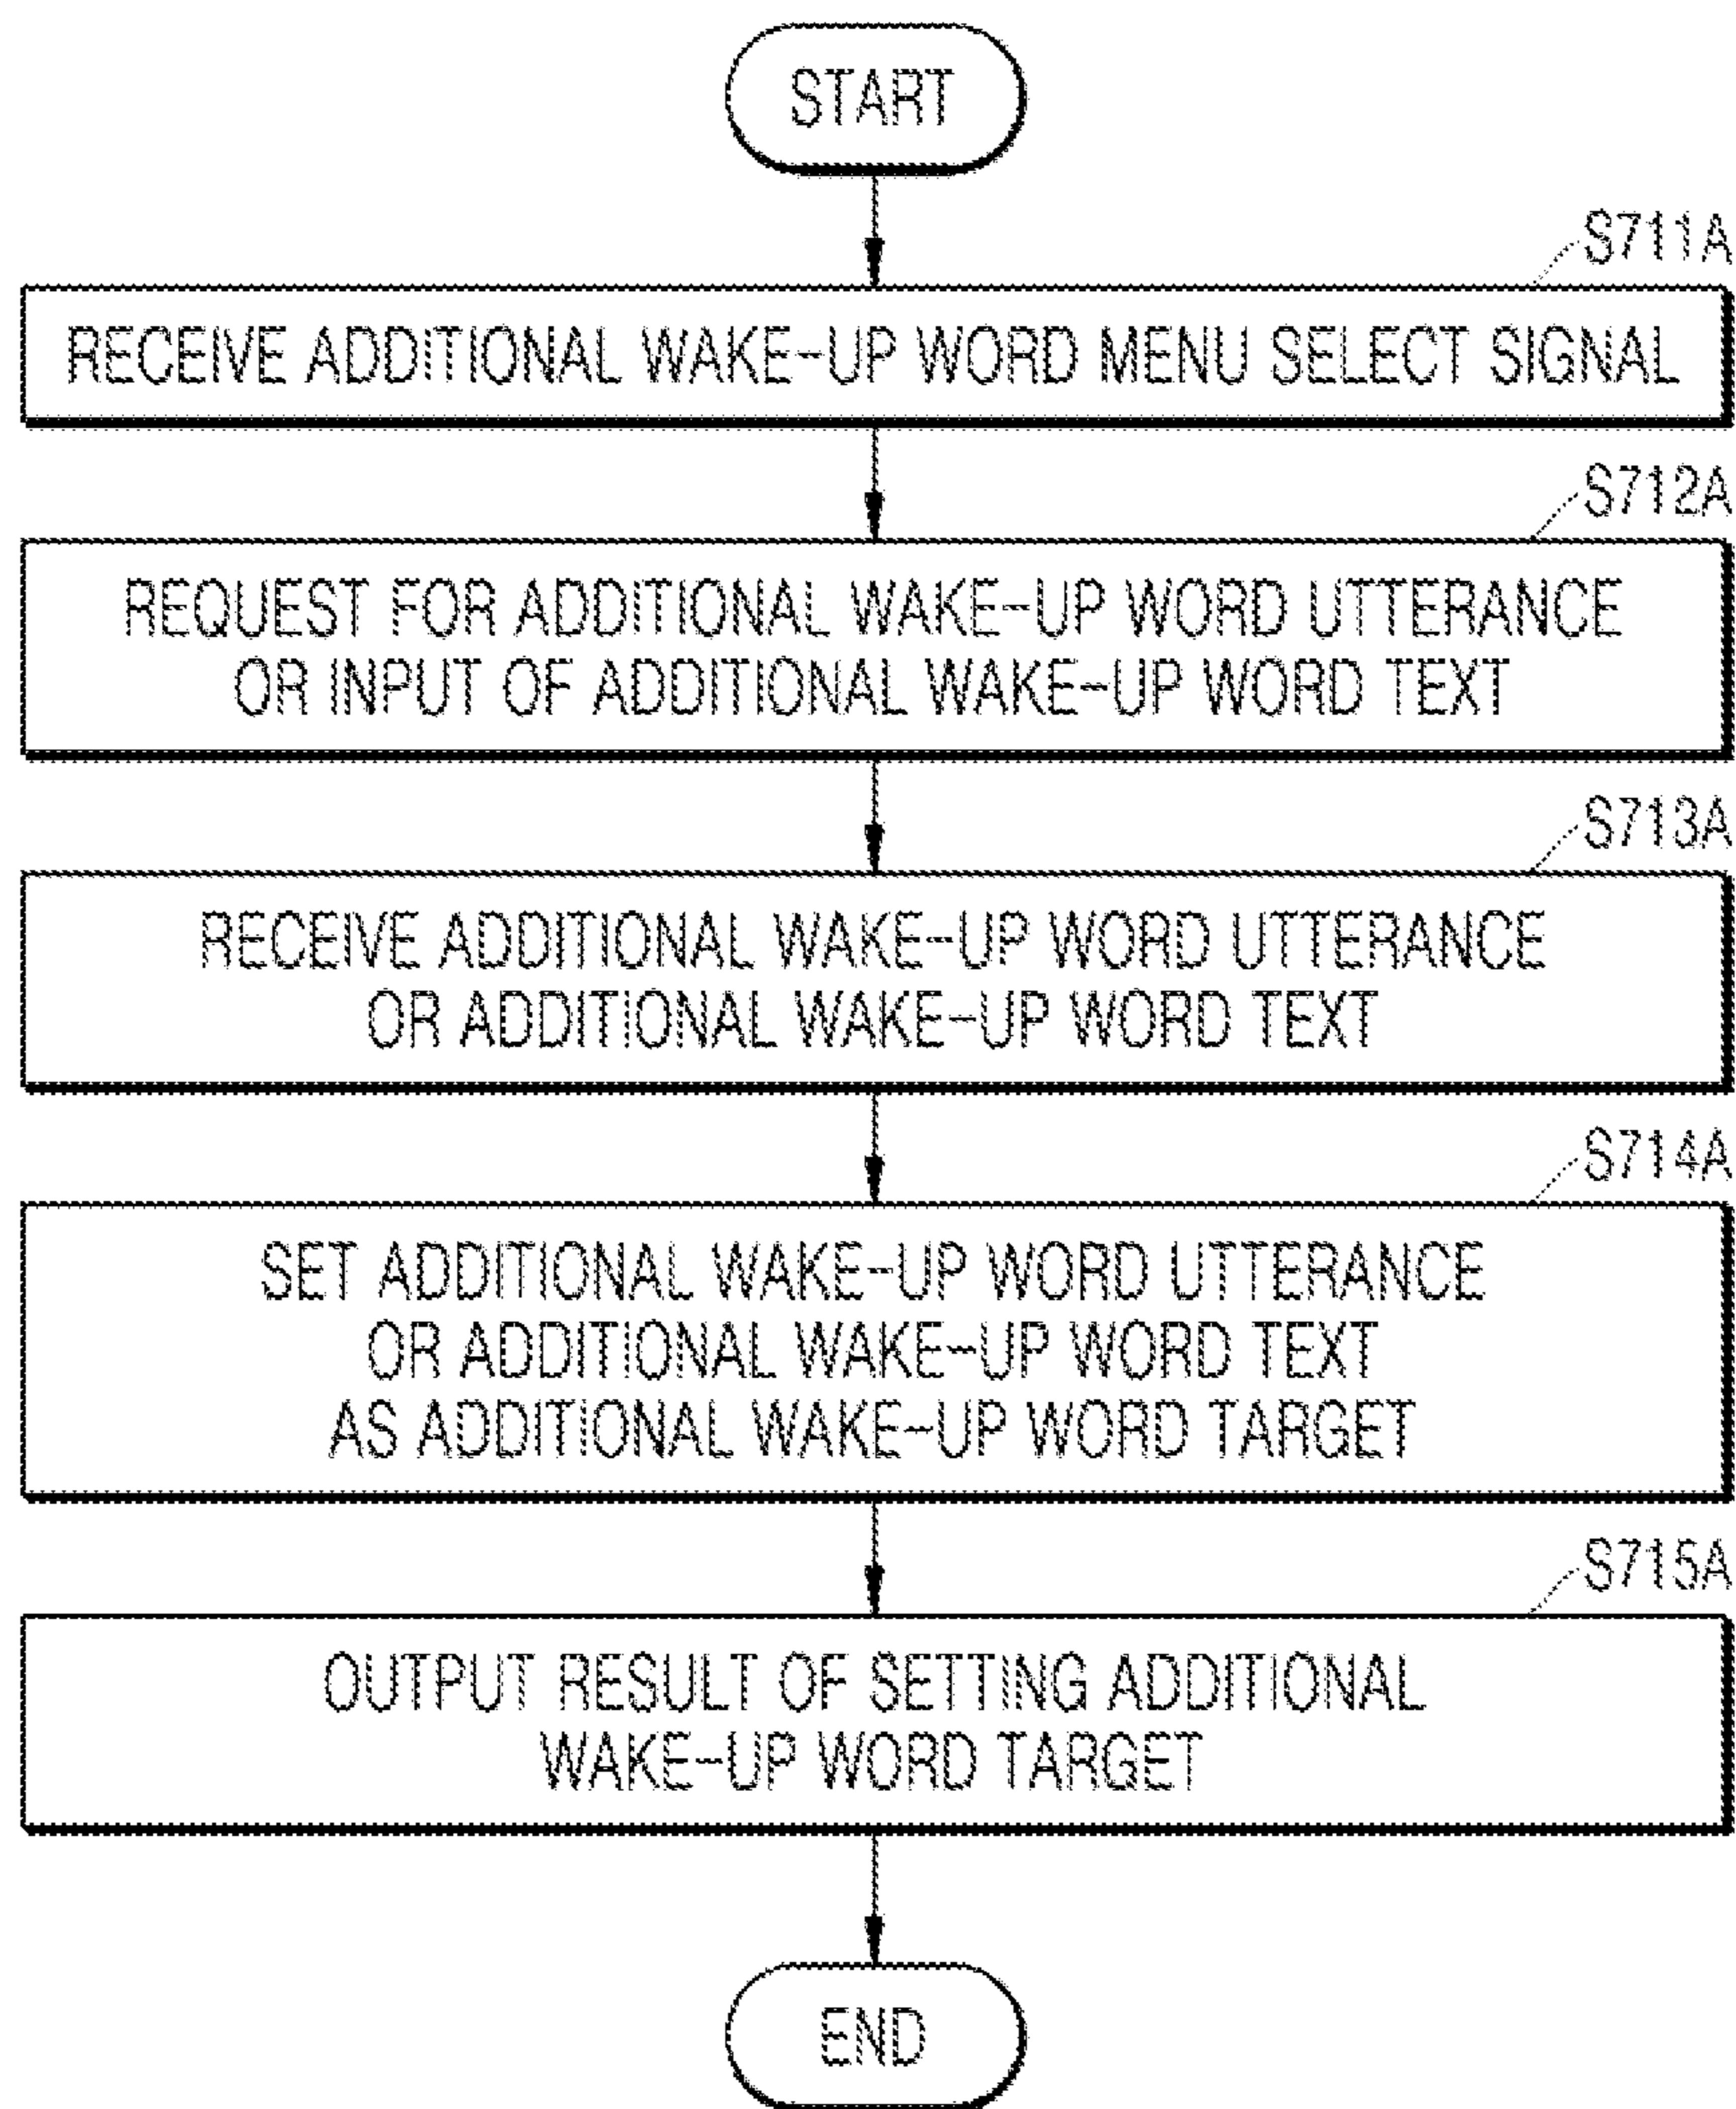 START
S711A
RECEIVE ADDITIONAL WAKE-UP WORD MENU SELECT SIGNAL
S712A
REQUEST FOR ADDITIONAL WAKE-UP WORD UTTERANCE
OR INPUT OF ADDITIONAL WAKE-UP WORD TEXT
S713A
RECEIVE ADDITIONAL WAKE-UP WORD UTTERANCE
OR ADDITIONAL WAKE-UP WORD TEXT
S714A
SET ADDITIONAL WAKE-UP WORD UTTERANCE
OR ADDITIONAL WAKE-UP WORD TEXT
AS ADDITIONAL WAKE-UP WORD TARGET
S715A
OUTPUT RESULT OF SETTING ADDITIONAL
WAKE-UP WORD TARGET
END